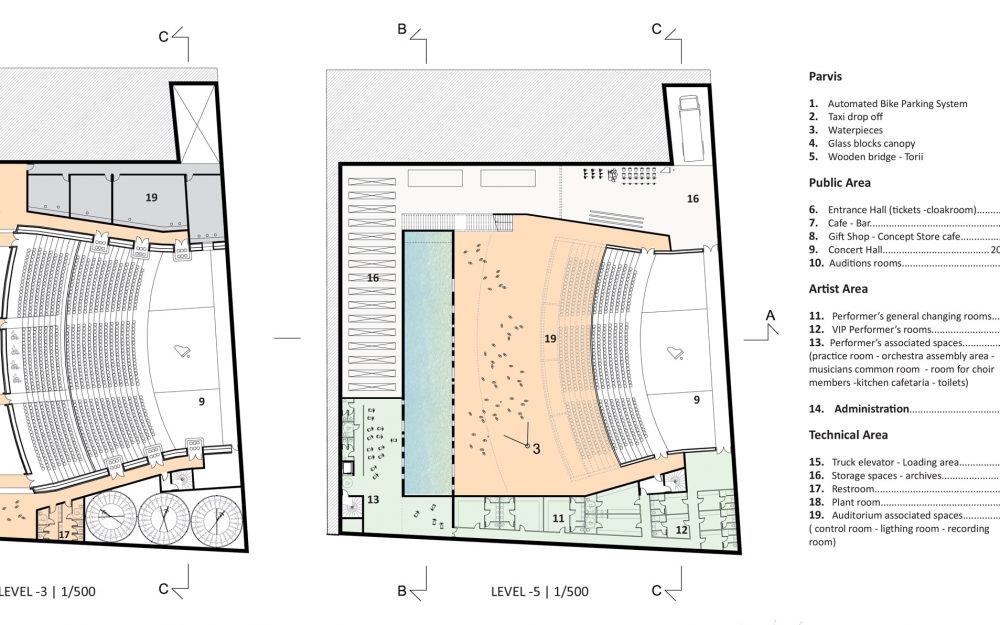 C
B
C
19
16
16
A
19
9
9
3
13
11
12
17
LEVEL -3 | 1/500
C
B
LEVEL -5 | 1/500
C
Parvis
1. Automated Bike Parking System
2. Taxi drop off
3. Waterpieces
4. Glass blocks canopy
5. Wooden bridge - Torii
Public Area
6. Entrance Hall (tickets -cloakroom)........
7. Cafe - Bar....................................
8. Gift Shop - Concept Store cafe............
9. Concert Hall.................................... 20
10. Auditions rooms.................................
Artist Area
11. Performer's general changing rooms...
12. VIP Performer's rooms.......................
13. Performer's associated spaces............
(practice room - orchestra assembly area -
musicians common room - room for choir
members -kitchen cafetaria - toilets)
14. Administration..............................
Technical Area
15. Truck elevator - Loading area..............
16. Storage spaces - archives....................
17. Restroom..........................................
18. Plant room........................................
19. Auditorium associated spaces.............
( control room - ligthing room - recording
room)